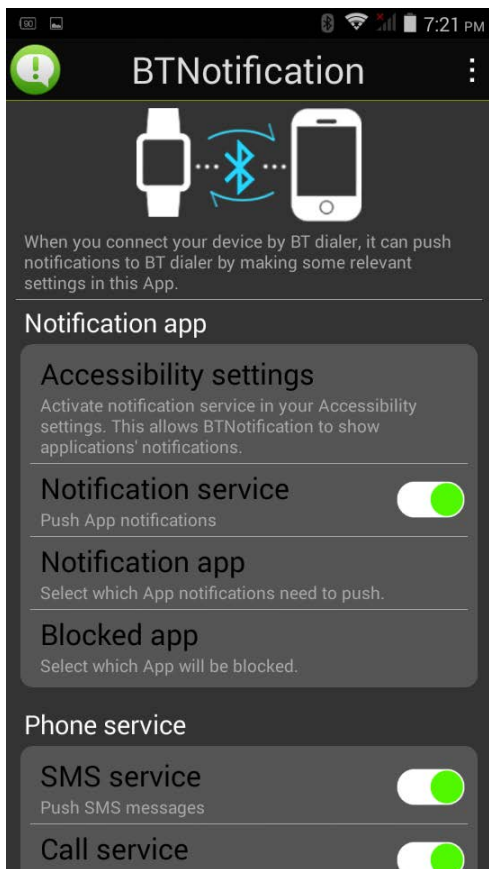 90
7:21 PM
BTNotification
When you connect your device by BT dialer, it can push
notifications to BT dialer by making some relevant
settings in this App.
Notification app
Accessibility settings
Activate notification service in your Accessibility
settings. This allows BTNotification to show
applications' notifications.
Notification service
Push App notifications
Notification app
Select which App notifications need to push.
Blocked app
Select which App will be blocked.
Phone service
SMS service
Push SMS messages
Call service